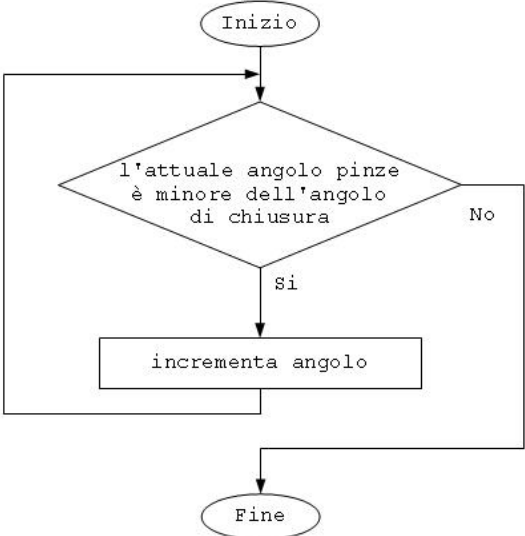 Inizio
l'attuale angolo pinze
è minore dell'angolo
di chiusura
No
Si
incrementa angolo
Fine